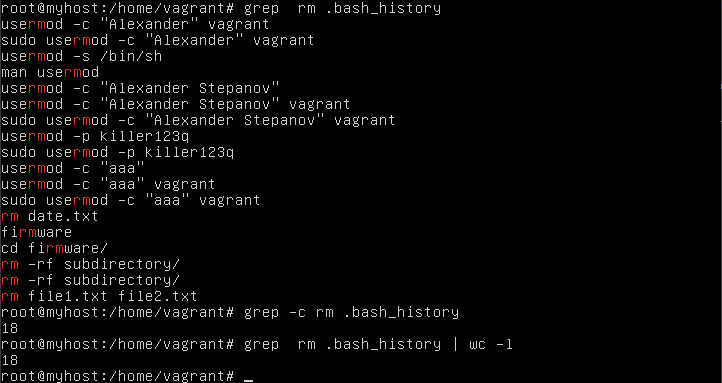 root@myhost:/home/vagrant# grep  rm .bash_history
usermod -c "Alexander" vagrant
sudo usermod -c "Alexander" vagrant
usermod -s /bin/sh
man usermod
usermod -c "Alexander Stepanov"
usermod -c "Alexander Stepanov" vagrant
sudo usermod -c "Alexander Stepanov" vagrant
usermod -p killer123q
sudo usermod -p killer123q
usermod -c "aaa"
usermod -c "aaa" vagrant
sudo usermod -c "aaa" vagrant
rm date.txt
firmware
cd firmware/
rm -rf subdirectory/
rm -rf subdirectory/
rm file1.txt file2.txt
root@myhost:/home/vagrant# grep -c rm .bash_history
18
root@myhost:/home/vagrant# grep  rm .bash_history | wc -l
18
root@myhost:/home/vagrant# _